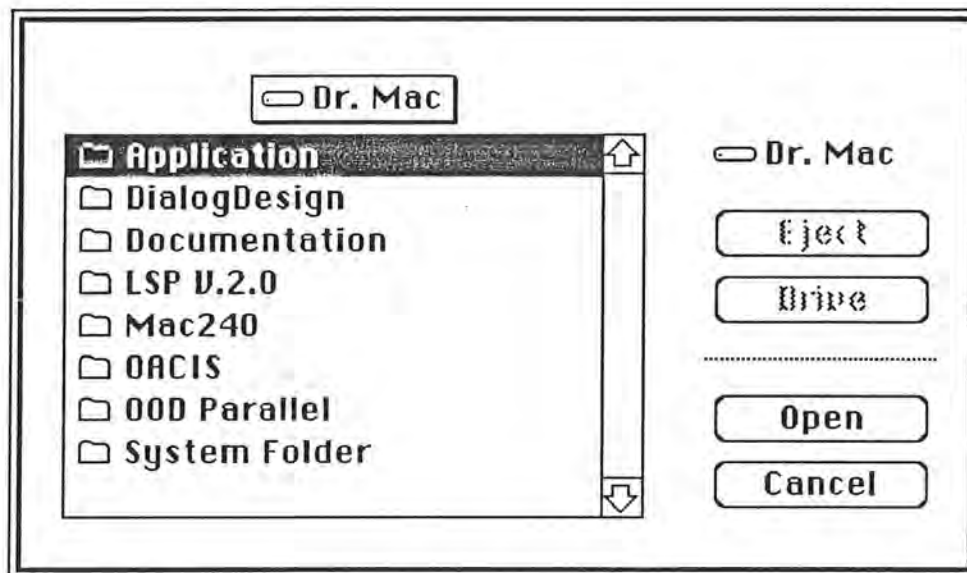 Dr. Mac
Application
DialogDesign
Documentation
LSP V.2.0
Mac240
OACIS
OOD Parallel
System Folder
Dr. Mac
Eject
Drive
Open
Cancel